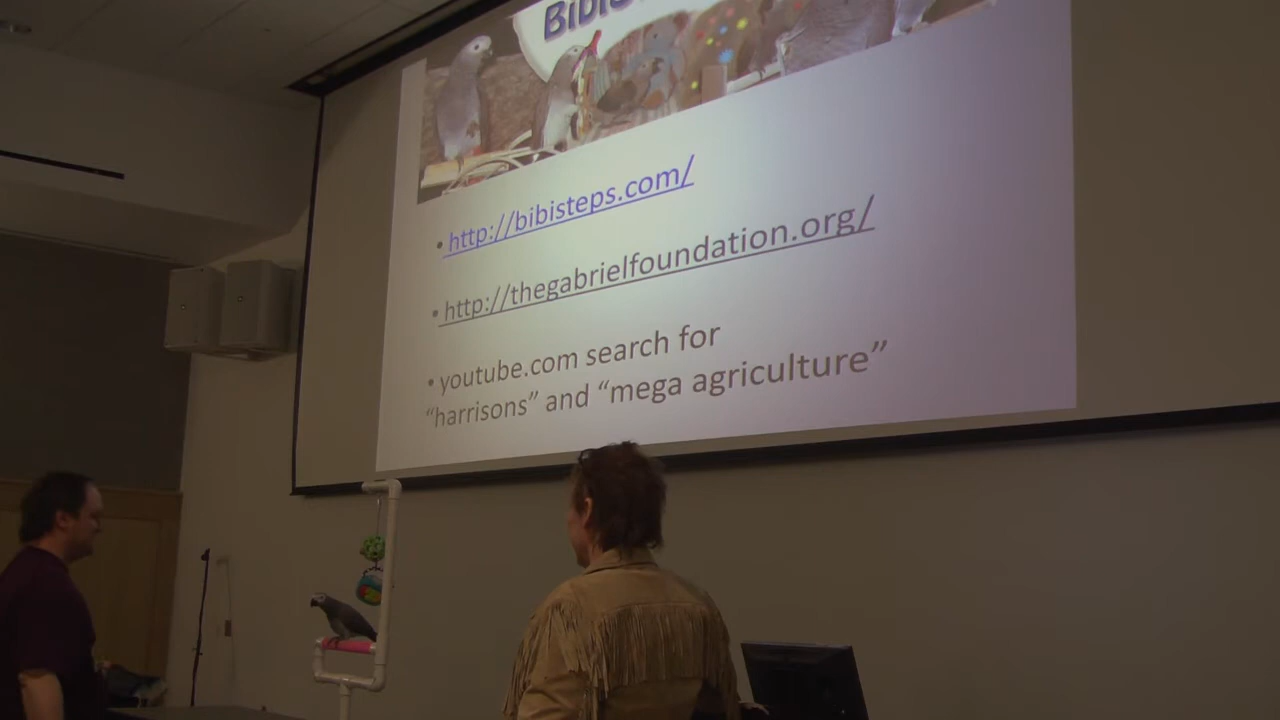 • http://bibisteps.com/
• http://thegabrielfoundation.org/
• youtube.com search for
“harrisons” and “mega agriculture”